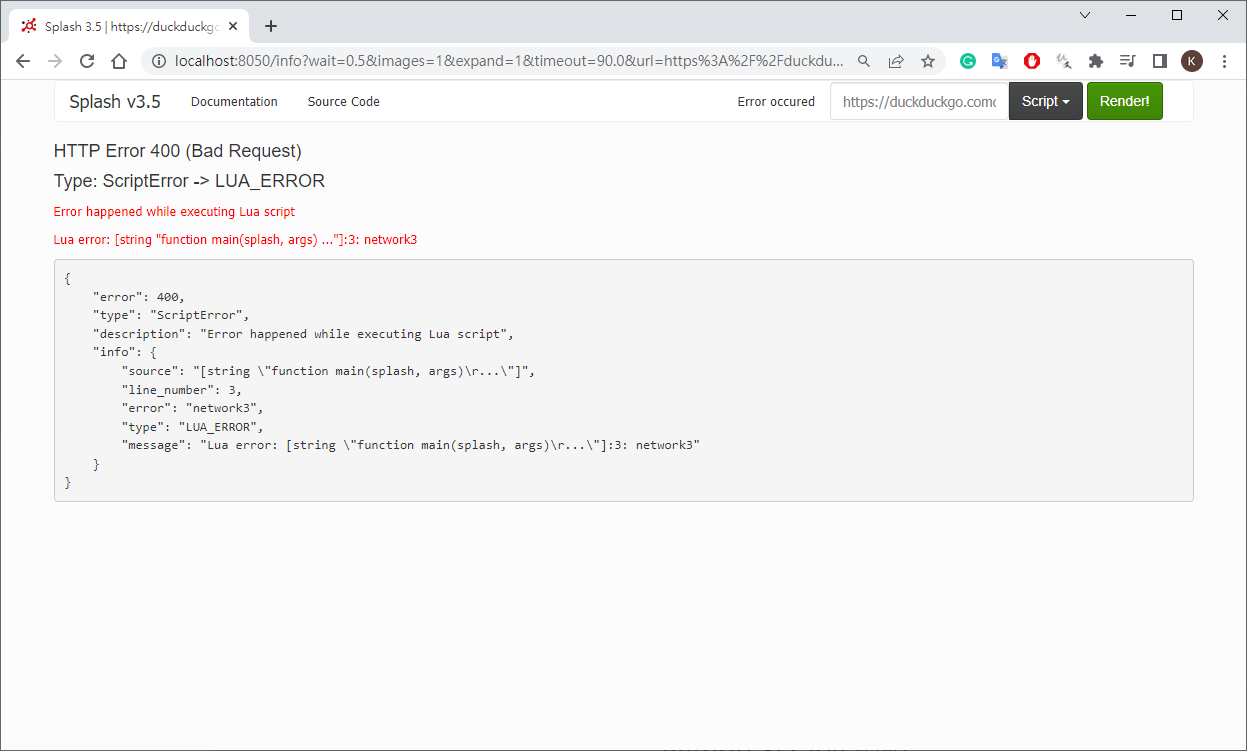 Splash 3.5 | https://duckduckgo
localhost:8050/info?wait=0.5&images=1&expand=1&timeout=90.0&url=https%3A%2F%2Fduckdu...
K
Splash v3.5 Documentation Source Code Error occured https://duckduckgo.com Script Render!
HTTP Error 400 (Bad Request)
Type: ScriptError -> LUA_ERROR
Error happened while executing Lua script
Lua error: [string "function main(splash, args) ..."]:3: network3
{
    "error": 400,
    "type": "ScriptError",
    "description": "Error happened while executing Lua script",
    "info": {
        "source": "[string \"function main(splash, args)\r...\"]",
        "line_number": 3,
        "error": "network3",
        "type": "LUA_ERROR",
        "message": "Lua error: [string \"function main(splash, args)\r...\"]:3: network3"
    }
}